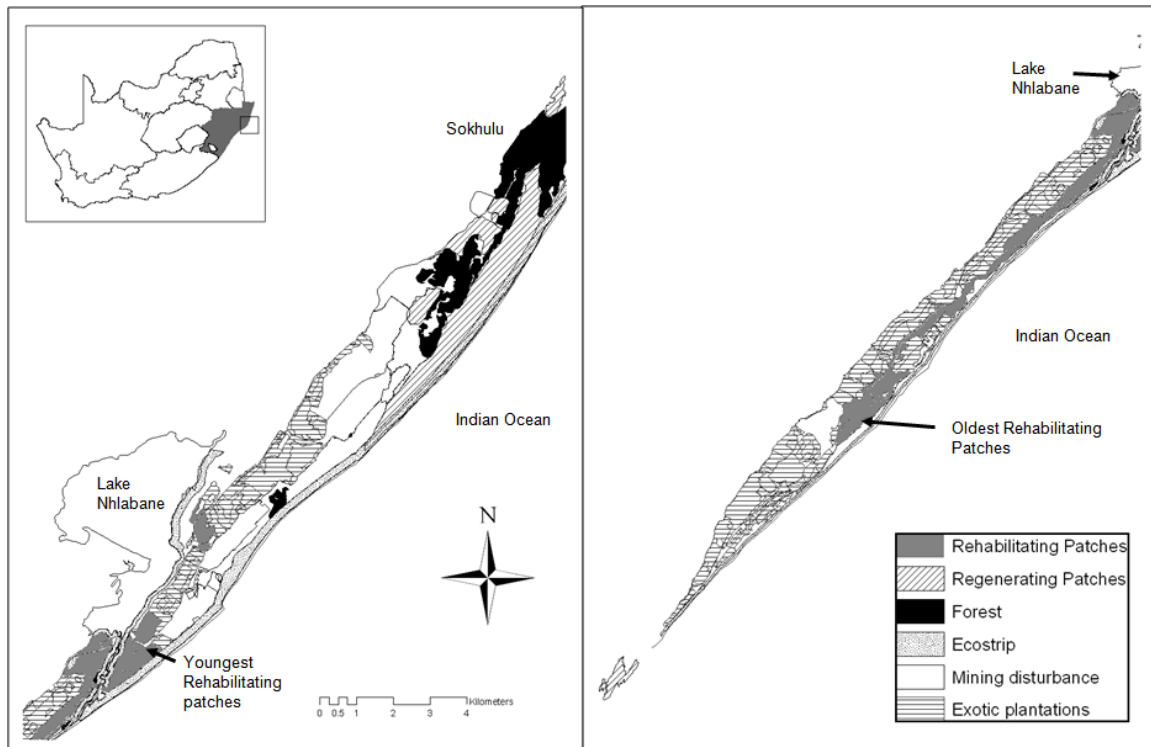 Sokhulu
Indian Ocean
Lake
Nhlabane
N
Youngest
Rehabilitating
patches
Kilometers
0 0.5 1 2 3 4
Lake
Nhlabane
Indian Ocean
Oldest Rehabilitating
Patches
Rehabilitating Patches
Regenerating Patches
Forest
Ecostrip
Mining disturbance
Exotic plantations